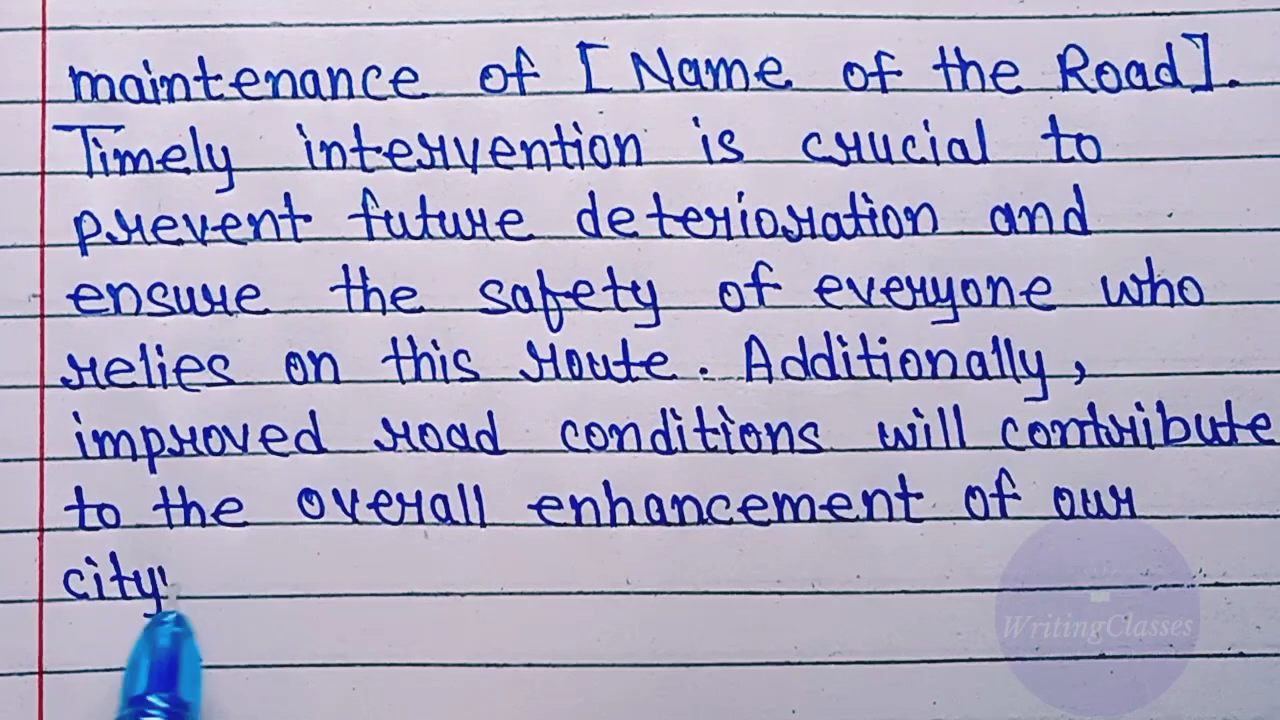 maintenance of [Name of the Road].
Timely intervention is crucial to
prevent future deterioration and
ensure the safety of everyone who
relies on this route. Additionally,
improved road conditions will contribute
to the overall enhancement of our
city'
WritingClasses